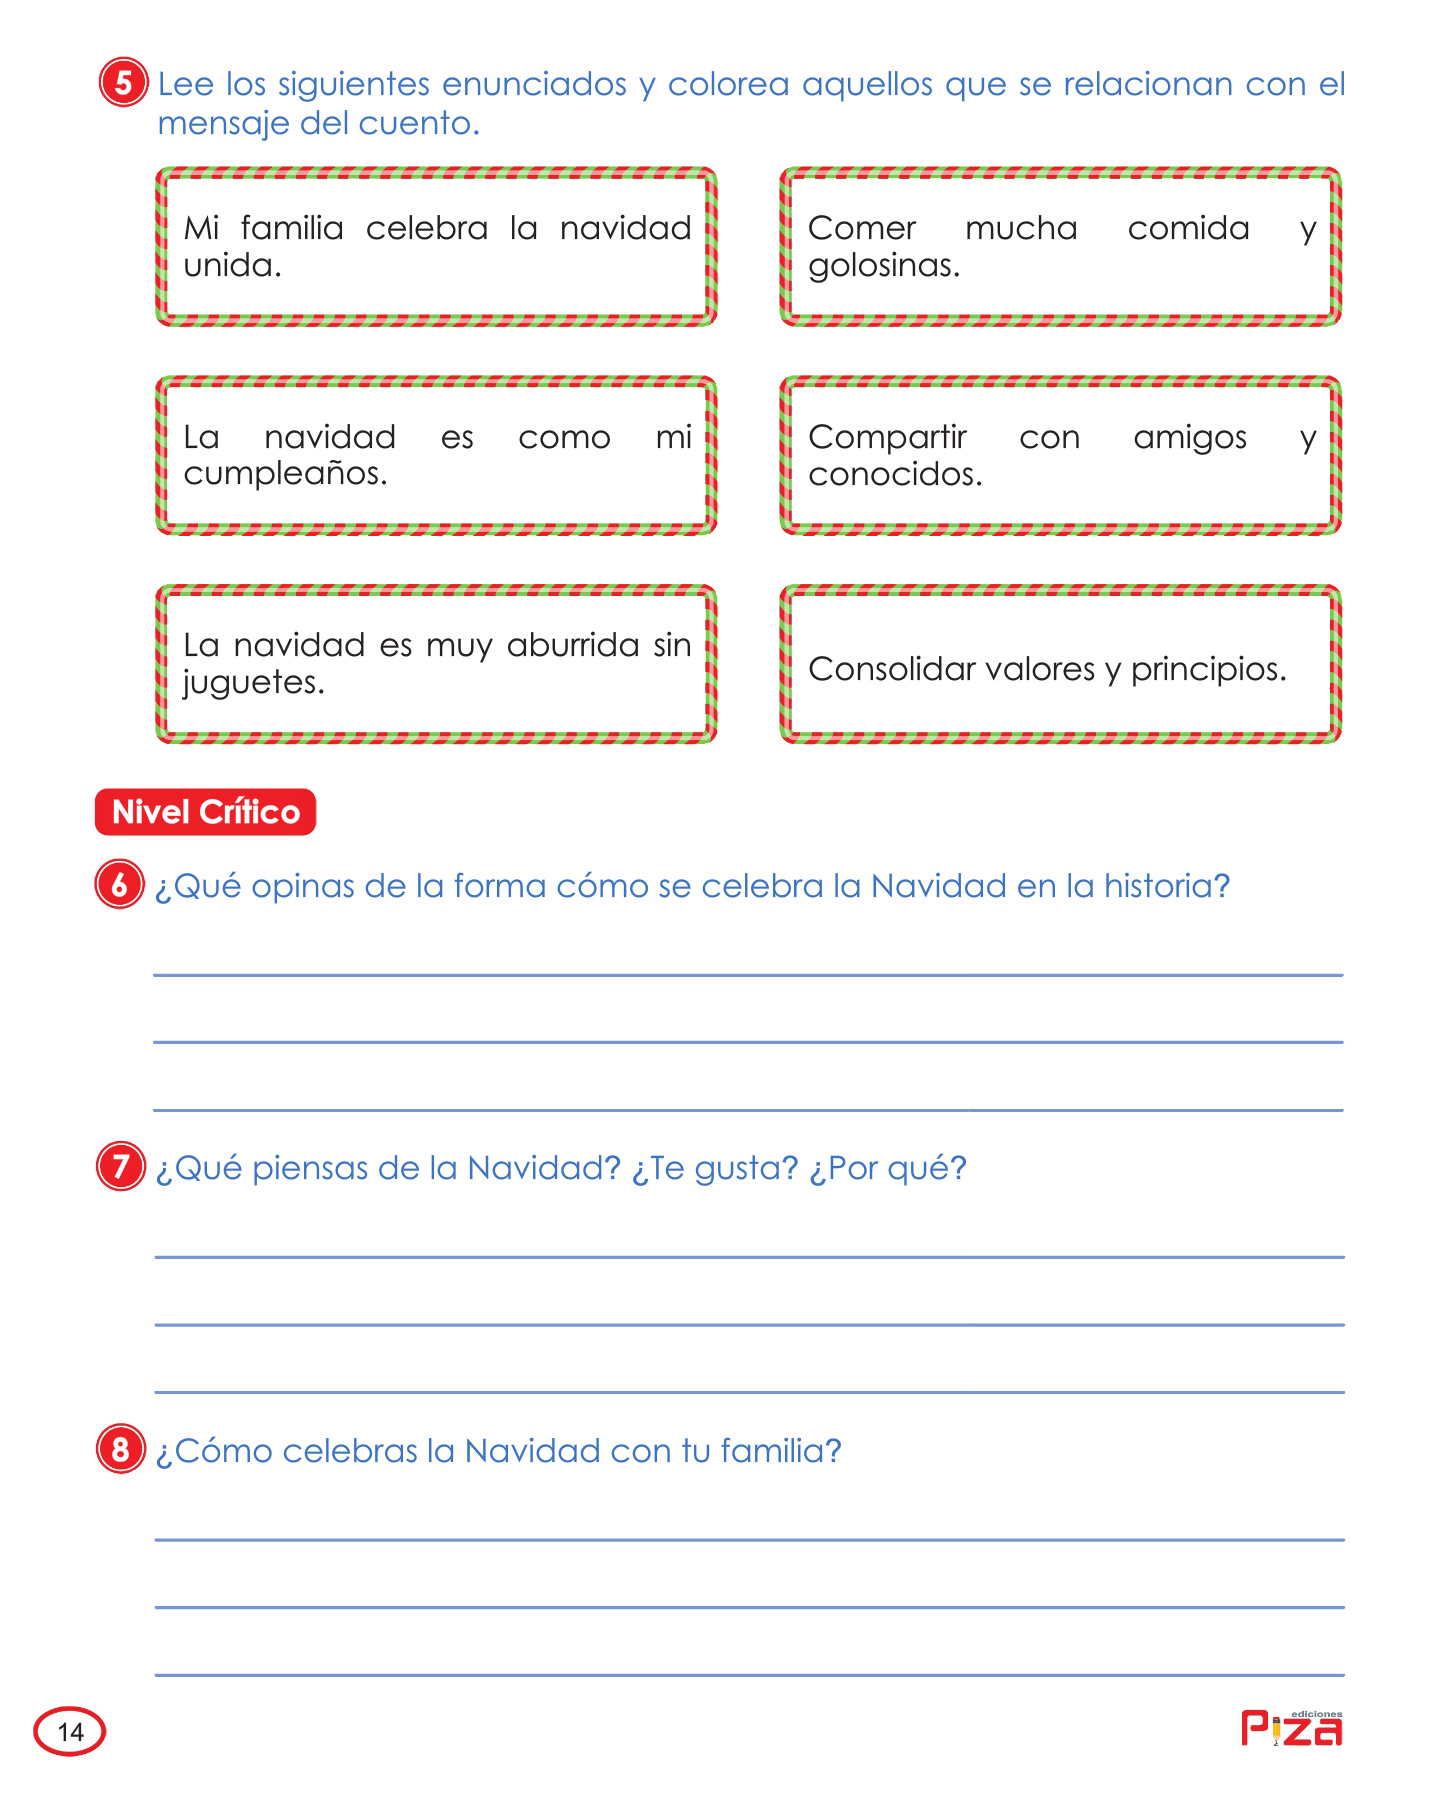 5 Lee los siguientes enunciados y colorea aquellos que se relacionan con el
mensaje del cuento.
Mi familia celebra la navidad
unida.
Comer mucha comida y
golosinas.
La navidad es como mi
cumpleaños.
Compartir con amigos y
conocidos.
La navidad es muy aburrida sin
juguetes.
Consolidar valores y principios.
Nivel Crítico
6 ¿Qué opinas de la forma cómo se celebra la Navidad en la historia?
7 ¿Qué piensas de la Navidad? ¿Te gusta? ¿Por qué?
8 ¿Cómo celebras la Navidad con tu familia?
14
ediciones
Piza